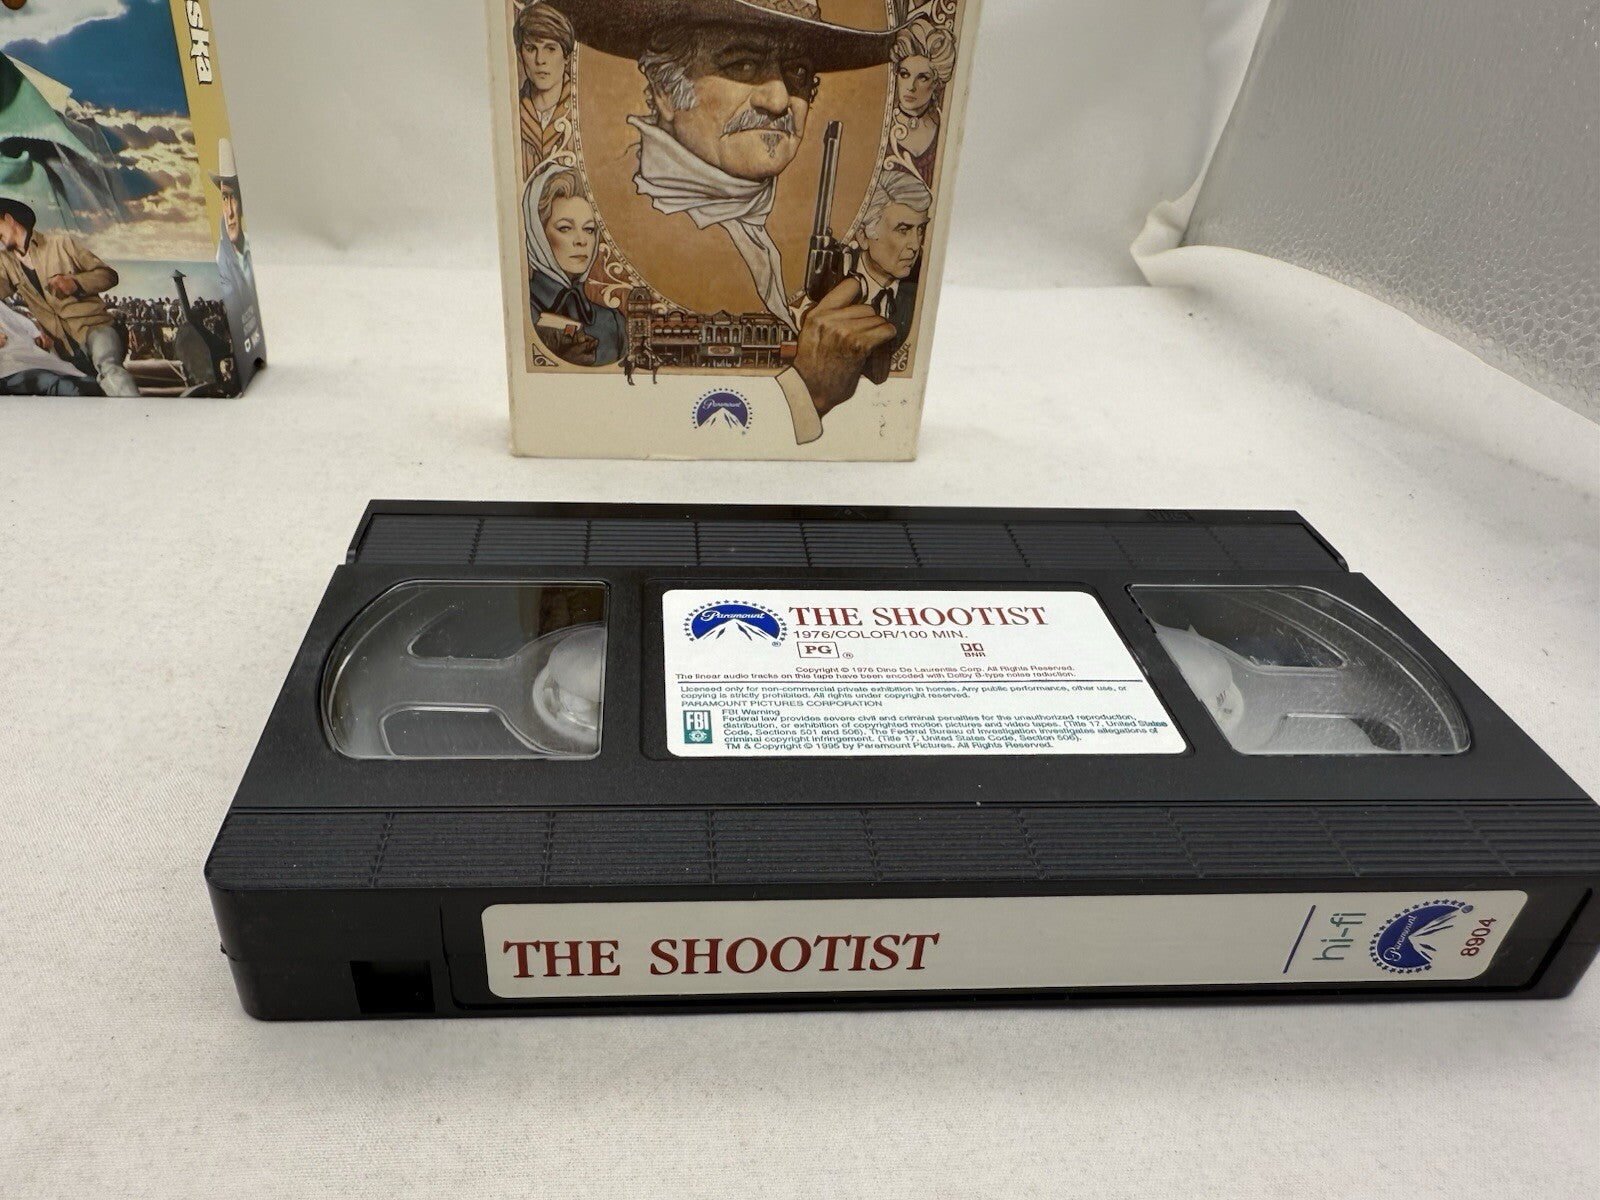 ska
VHS
Paramount
®
VHS
Paramount
®
THE SHOOTIST
1976/COLOR/100 MIN.
PG ®
BNR
Copyright © 1976 Dino De Laurentiis Corp. All Rights Reserved.
The linear audio tracks on this tape have been encoded with Dolby B-type noise reduction.
Licensed only for non-commercial private exhibition in homes. Any public performance, other use, or
copying is strictly prohibited. All rights under copyright reserved.
PARAMOUNT PICTURES CORPORATION
FBI
FBI Warning
Federal law provides severe civil and criminal penalties for the unauthorized reproduction,
distribution, or exhibition of copyrighted motion pictures and video tapes. (Title 17, United States
Code, Sections 501 and 506). The Federal Bureau of Investigation investigates allegations of
criminal copyright infringement. (Title 17, United States Code, Section 506).
TM & Copyright © 1995 by Paramount Pictures. All Rights Reserved.
THE SHOOTIST
hi-fi
Paramount
®
8904